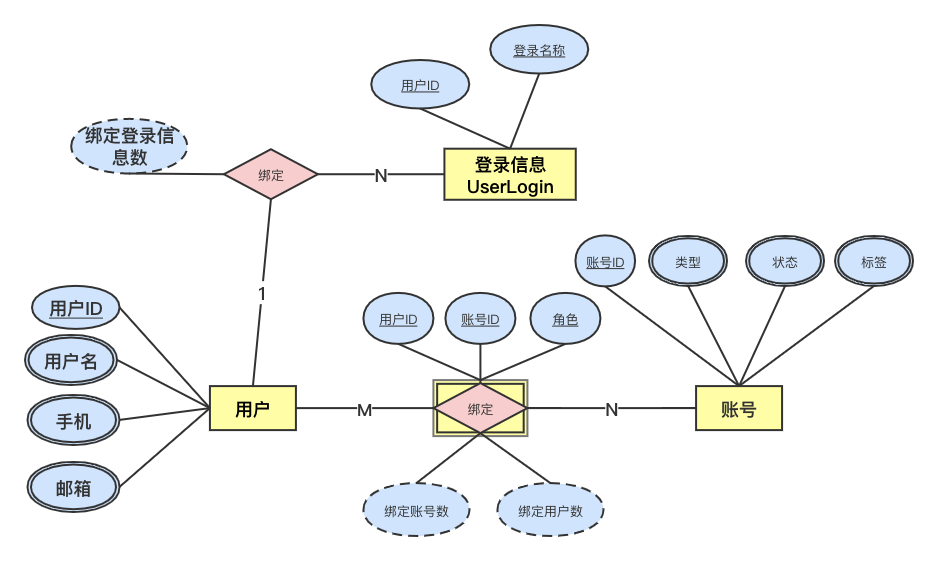 登录名称
用户ID
绑定登录信
息数
绑定
N
登录信息
UserLogin
账号ID
类型
状态
标签
1
用户ID
用户ID
账号ID
角色
用户名
手机
用户
M
绑定
N
账号
邮箱
绑定账号数
绑定用户数